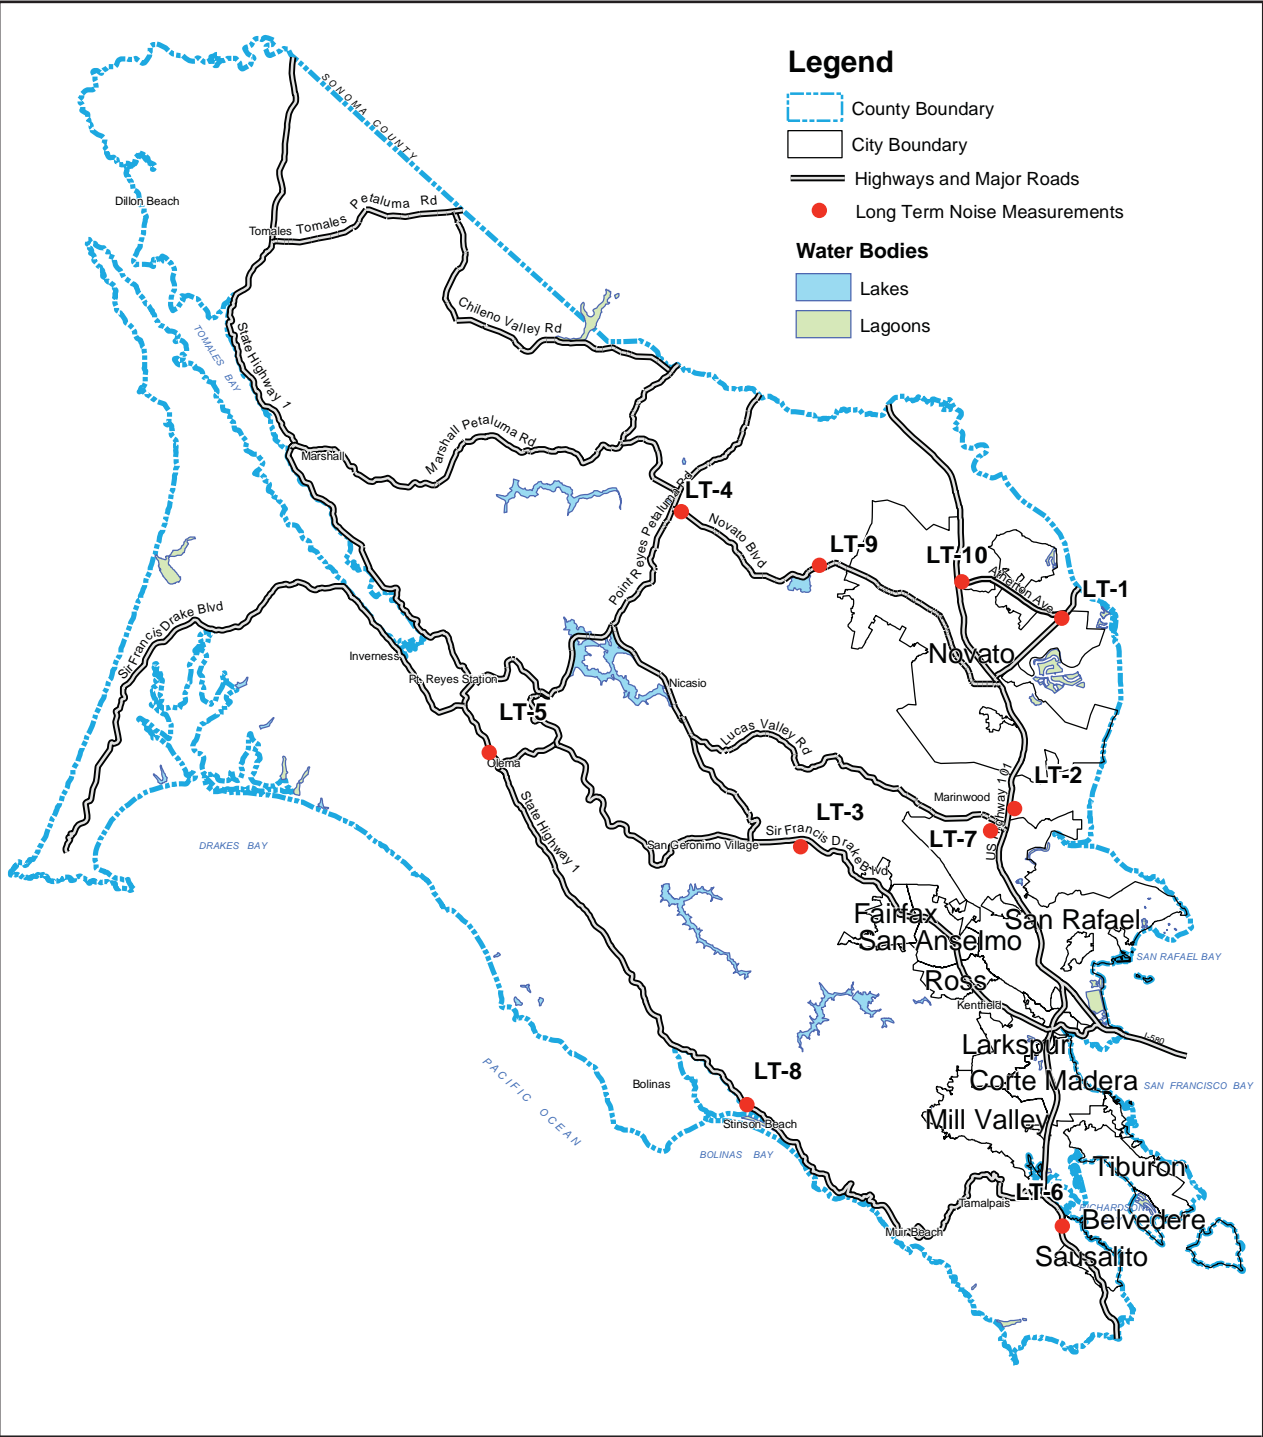 Legend
County Boundary
City Boundary
Highways and Major Roads
Long Term Noise Measurements
Water Bodies
Lakes
Lagoons
SONOMA COUNTY
Dillon Beach
Tomales
Tomales Petaluma Rd
Chileno Valley Rd
TOMALES BAY
State Highway 1
Marshall Petaluma Rd
Marshall
LT-4
Point Reyes Petaluma Rd
Novato Blvd
LT-9
LT-10
Atherton Ave
LT-1
Sir Francis Drake Blvd
Inverness
Novato
Pt. Reyes Station
Nicasio
LT-5
Lucas Valley Rd
Olema
LT-2
US Highway 101
Marinwood
State Highway 1
LT-3
LT-7
Sir Francis Drake Blvd
San Geronimo Village
DRAKES BAY
Fairfax
San Rafael
San Anselmo
SAN RAFAEL BAY
Ross
Kentfield
I-580
Larkspur
PACIFIC OCEAN
LT-8
Bolinas
Corte Madera
SAN FRANCISCO BAY
Stinson Beach
Mill Valley
BOLINAS BAY
Tiburon
LT-6
Tamalpais
RICHARDSON
Belvedere
Muir Beach
Sausalito